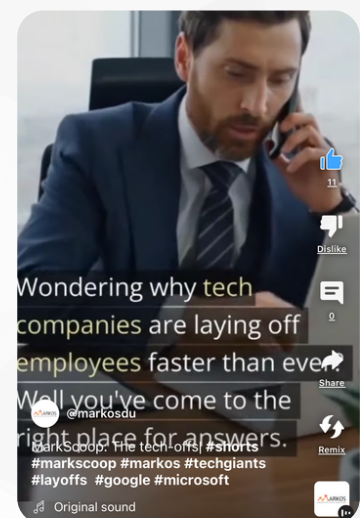 Wondering why tech
companies are laying off
employees faster than ever?
Well you've come to the
right place for answers.
11
Dislike
0
Share
Remix
@markosdu
MarkScoop: The tech-offs| #shorts
#markscoop #markos #techgiants
#layoffs #google #microsoft
Original sound
MARKOS
MARKOS